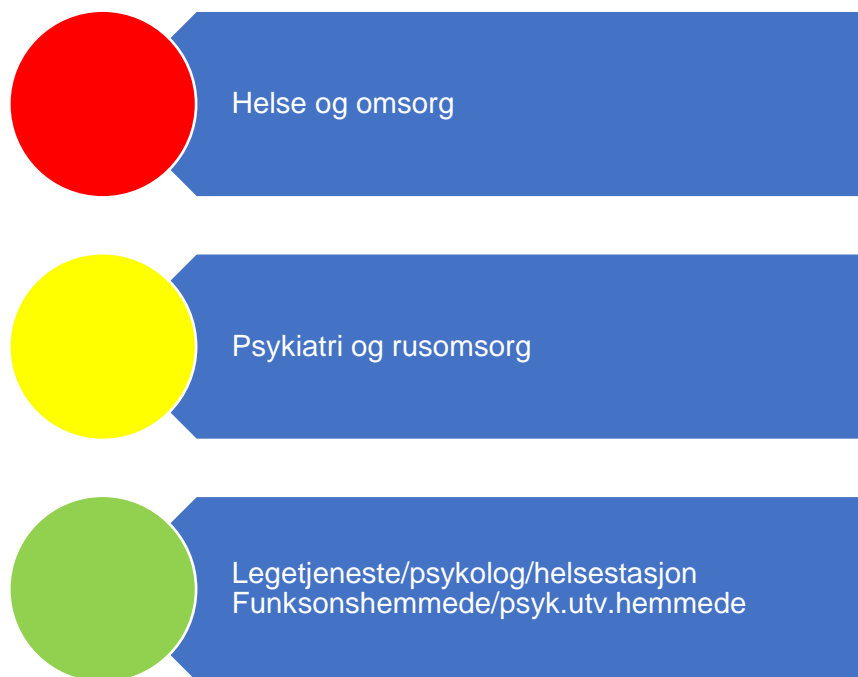 Helse og omsorg
Psykiatri og rusomsorg
Legetjeneste/psykolog/helsestasjon
Funksonshemmede/psyk.utv.hemmede